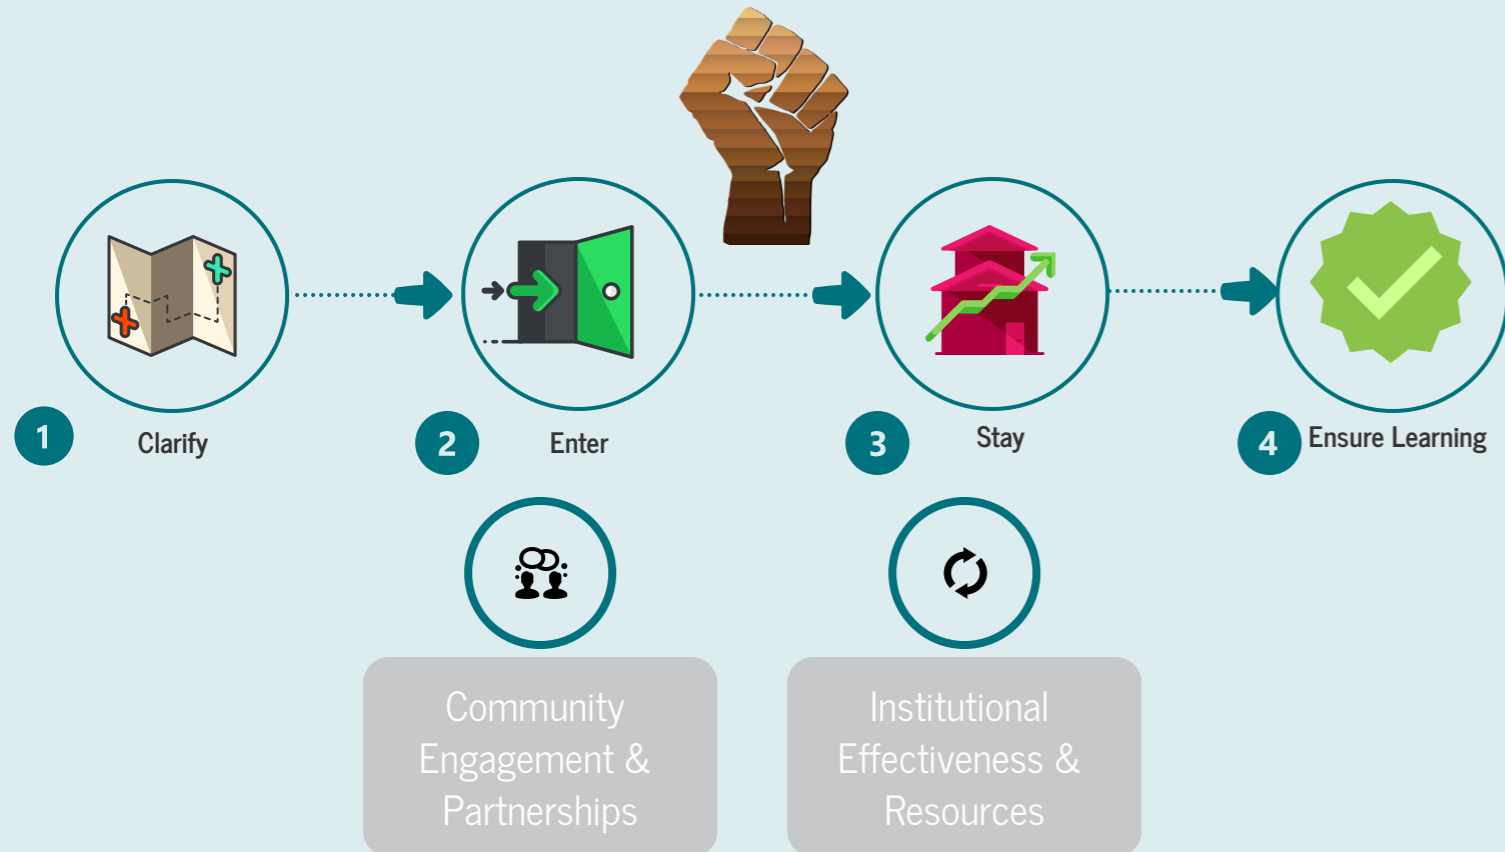 1
Clarify
2
Enter
3
Stay
4
Ensure Learning
Community
Engagement &
Partnerships
Institutional
Effectiveness &
Resources